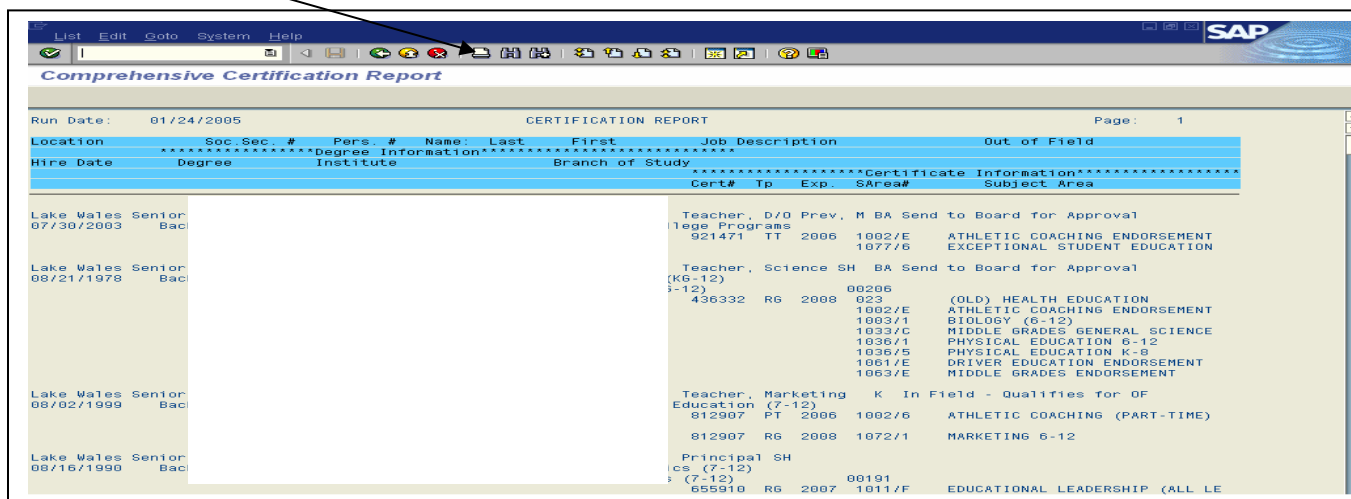 List Edit Goto System Help
SAP
Comprehensive Certification Report
Run Date: 01/24/2005 CERTIFICATION REPORT Page: 1
Location Soc.Sec. # Pers. # Name: Last First Job Description Out of Field
*****************Degree Information****************************
Hire Date Degree Institute Branch of Study
*******************Certificate Information******************
Cert# Tp Exp. SArea# Subject Area
Lake Wales Senior Teacher, D/O Prev, M BA Send to Board for Approval
07/30/2003 Bac llege Programs
921471 TT 2006 1002/E ATHLETIC COACHING ENDORSEMENT
1077/6 EXCEPTIONAL STUDENT EDUCATION
Lake Wales Senior Teacher, Science SH BA Send to Board for Approval
08/21/1978 Bac (KG-12)
-12) 00206
436332 RG 2008 023 (OLD) HEALTH EDUCATION
1002/E ATHLETIC COACHING ENDORSEMENT
1003/1 BIOLOGY (6-12)
1033/C MIDDLE GRADES GENERAL SCIENCE
1036/1 PHYSICAL EDUCATION 6-12
1036/5 PHYSICAL EDUCATION K-8
1061/E DRIVER EDUCATION ENDORSEMENT
1063/E MIDDLE GRADES ENDORSEMENT
Lake Wales Senior Teacher, Marketing K In Field - Qualifies for OF
08/02/1999 Bac Education (7-12)
812907 PT 2006 1002/6 ATHLETIC COACHING (PART-TIME)
812907 RG 2008 1072/1 MARKETING 6-12
Lake Wales Senior Principal SH
08/16/1990 Bac cs (7-12)
(7-12) 00191
655910 RG 2007 1011/F EDUCATIONAL LEADERSHIP (ALL LE